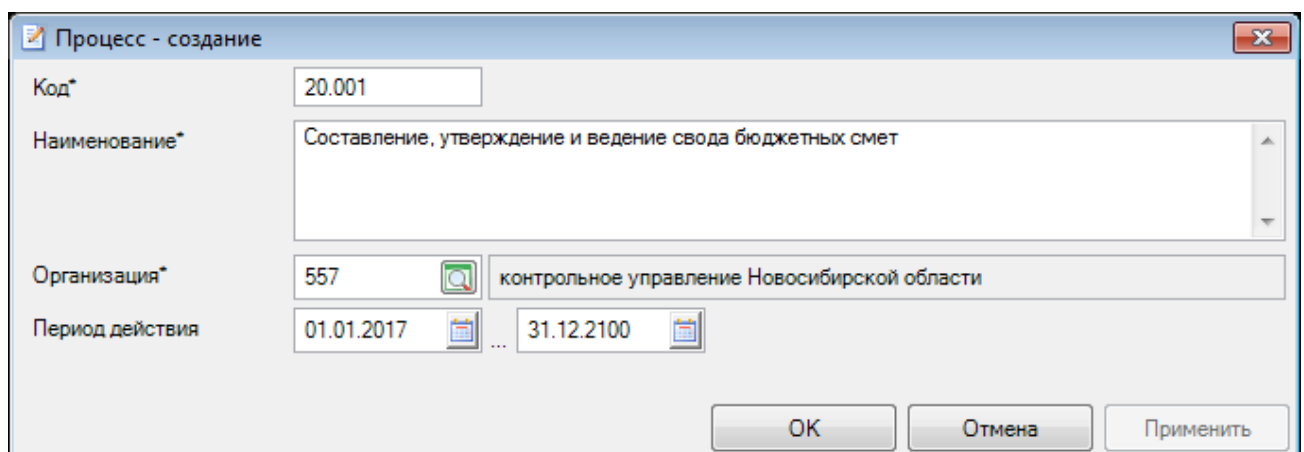 Процесс - создание
Код*
20.001
Наименование*
Составление, утверждение и ведение свода бюджетных смет
Организация*
557
контрольное управление Новосибирской области
Период действия
01.01.2017
...
31.12.2100
OK
Отмена
Применить